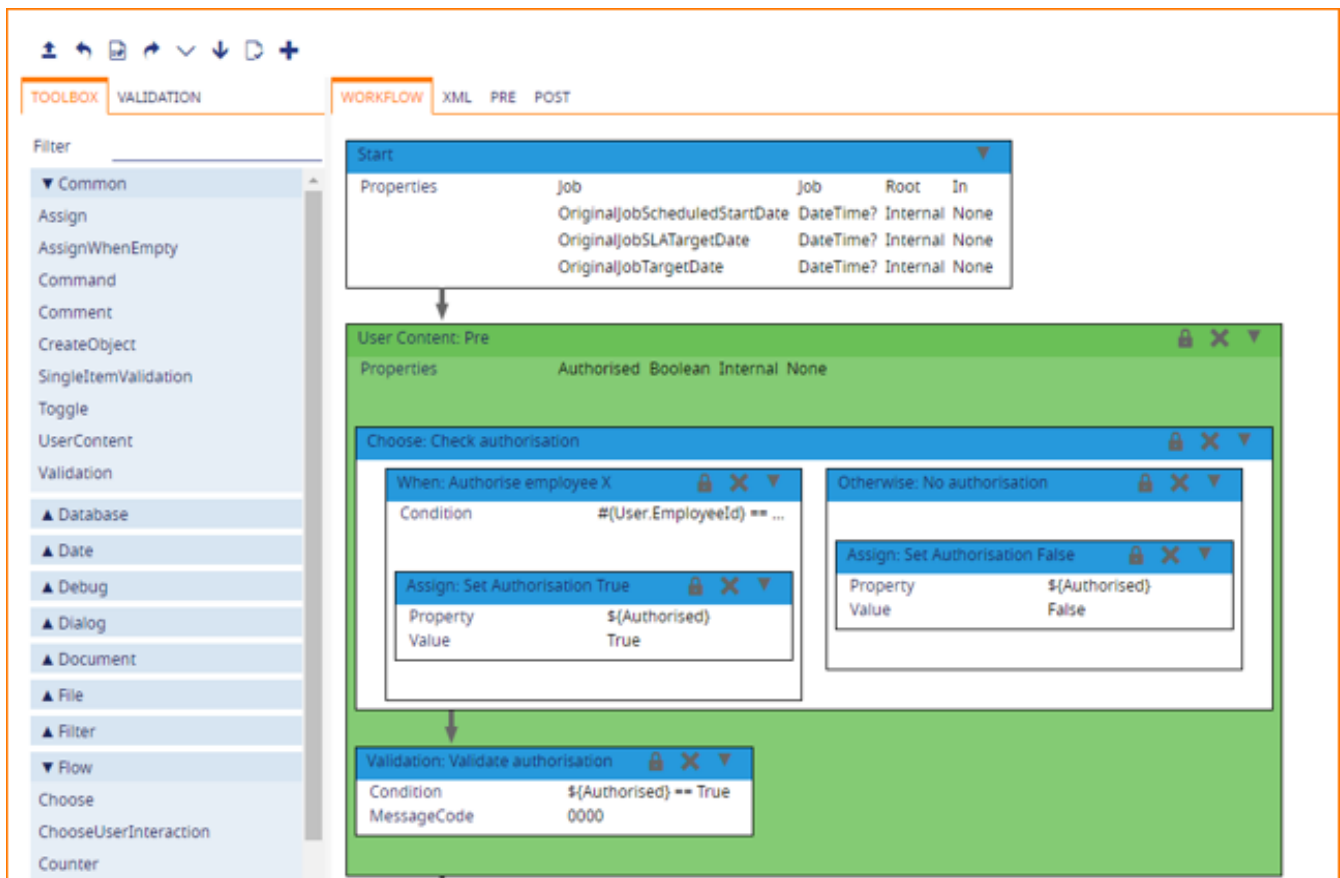 TOOLBOX VALIDATION
WORKFLOW XML PRE POST
Filter
▼ Common
Assign
AssignWhenEmpty
Command
Comment
CreateObject
SingleItemValidation
Toggle
UserContent
Validation
▲ Database
▲ Date
▲ Debug
▲ Dialog
▲ Document
▲ File
▲ Filter
▼ Flow
Choose
ChooseUserInteraction
Counter
Start
Properties Job Job Root In
OriginalJobScheduledStartDate DateTime? Internal None
OriginalJobSLATargetDate DateTime? Internal None
OriginalJobTargetDate DateTime? Internal None
User Content: Pre
Properties Authorised Boolean Internal None
Choose: Check authorisation
When: Authorise employee X
Condition #{User.EmployeeId} == ...
Assign: Set Authorisation True
Property ${Authorised}
Value True
Otherwise: No authorisation
Assign: Set Authorisation False
Property ${Authorised}
Value False
Validation: Validate authorisation
Condition ${Authorised} == True
MessageCode 0000